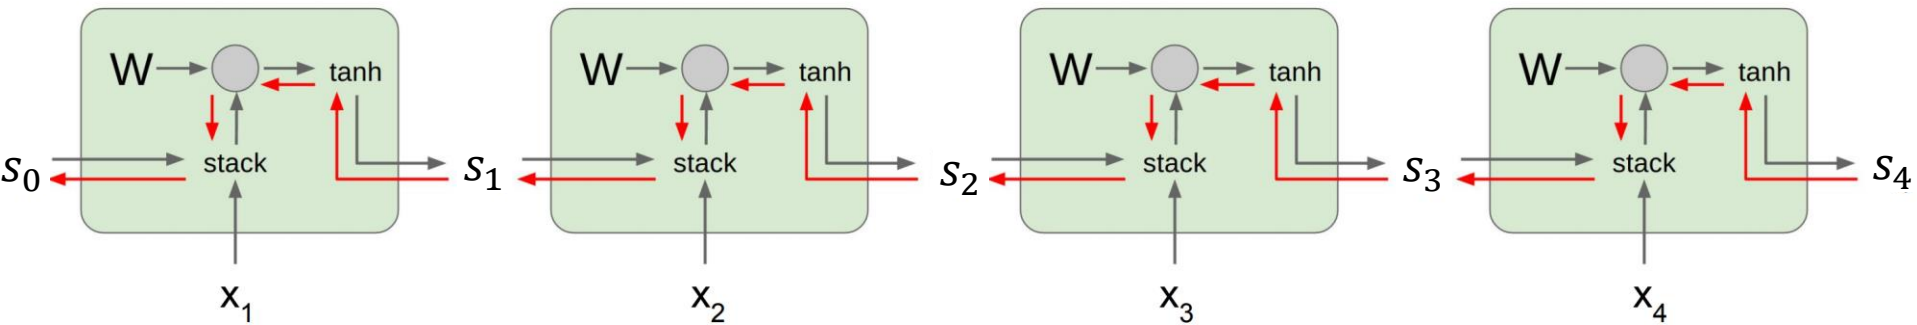 W tanh W tanh W tanh W tanh
s₀ stack s₁ stack s₂ stack s₃ stack s₄
x₁ x₂ x₃ x₄